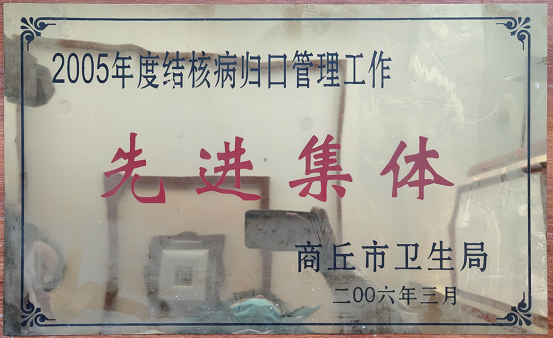 2005年度结核病归口管理工作
先进集体
商丘市卫生局
二00六年三月